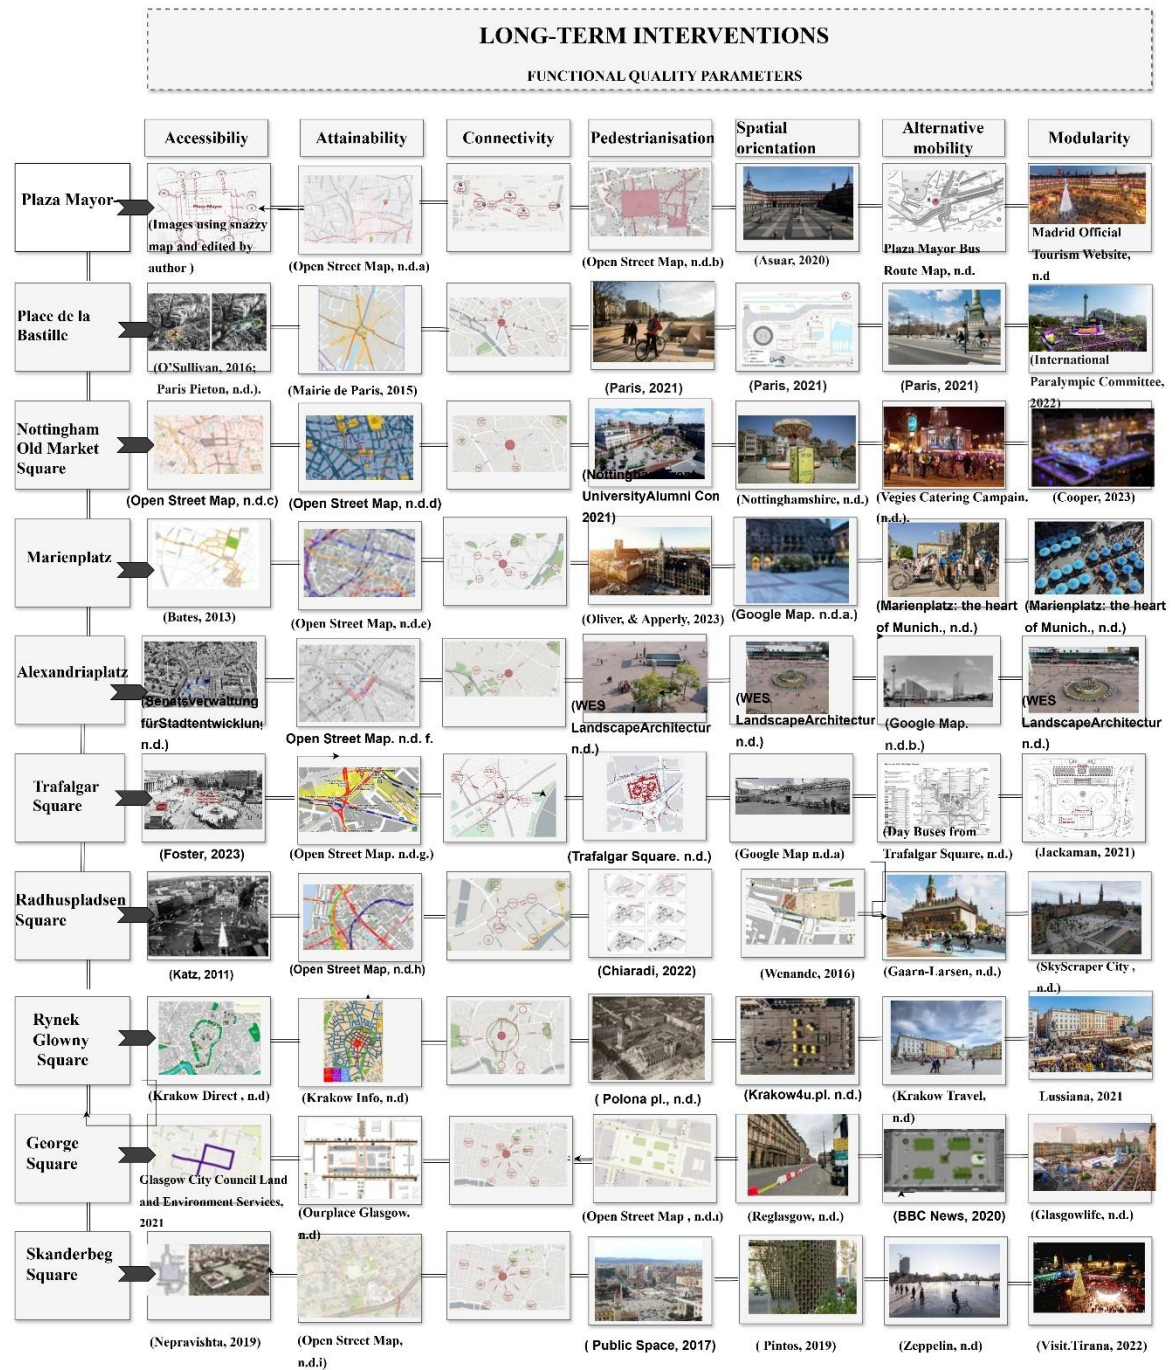 LONG-TERM INTERVENTIONS
FUNCTIONAL QUALITY PARAMETERS
Accessibiliy
Attainability
Connectivity
Pedestrianisation
Spatial
orientation
Alternative
mobility
Modularity
Plaza Mayor
Plaza Mayor
(Images using snazzy
map and edited by
author )
(Open Street Map, n.d.a)
(Open Street Map, n.d.b)
(Asuar, 2020)
Plaza Mayor Bus
Route Map, n.d.
Madrid Official
Tourism Website,
n.d
Place de la
Bastille
(O'Sullivan, 2016;
Paris Pieton, n.d.).
(Mairie de Paris, 2015)
(Paris, 2021)
(Paris, 2021)
(Paris, 2021)
(International
Paralympic Committee,
2022)
Nottingham
Old Market
Square
(Open Street Map, n.d.c)
(Open Street Map, n.d.d)
(Nottingham Trent
UniversityAlumni Con
2021)
(Nottinghamshire, n.d.)
(Vegies Catering Campain.
(n.d.).
(Cooper, 2023)
Marienplatz
(Bates, 2013)
(Open Street Map, n.d.e)
(Oliver, & Apperly, 2023)
(Google Map. n.d.a.)
(Marienplatz: the heart
of Munich., n.d.)
(Marienplatz: the heart
of Munich., n.d.)
Alexandriaplatz
(Senatsverwaltung
fürStadtentwicklung
n.d.)
Open Street Map. n.d. f.
(WES
LandscapeArchitectur
n.d.)
(WES
LandscapeArchitectur
n.d.)
(Google Map.
n.d.b.)
(WES
LandscapeArchitectur
n.d.)
Trafalgar
Square
(Foster, 2023)
(Open Street Map. n.d.g.)
(Trafalgar Square. n.d.)
(Google Map n.d.a)
(Day Buses from
Trafalgar Square, n.d.)
(Jackaman, 2021)
Radhuspladsen
Square
(Katz, 2011)
(Open Street Map, n.d.h)
(Chiaradi, 2022)
(Wenande, 2016)
(Gaarn-Larsen, n.d.)
(SkyScraper City ,
n.d.)
Rynek
Glowny
Square
(Krakow Direct , n.d)
(Krakow Info, n.d)
( Polona pl., n.d.)
(Krakow4u.pl. n.d.)
(Krakow Travel,
n.d)
Lussiana, 2021
George
Square
Glasgow City Council Land
and Environment Services,
2021
(Ourplace Glasgow.
n.d)
(Open Street Map , n.d.ı)
(Reglasgow, n.d.)
(BBC News, 2020)
(Glasgowlife, n.d.)
Skanderbeg
Square
(Nepravishta, 2019)
(Open Street Map,
n.d.i)
( Public Space, 2017)
( Pintos, 2019)
(Zeppelin, n.d)
(Visit.Tirana, 2022)